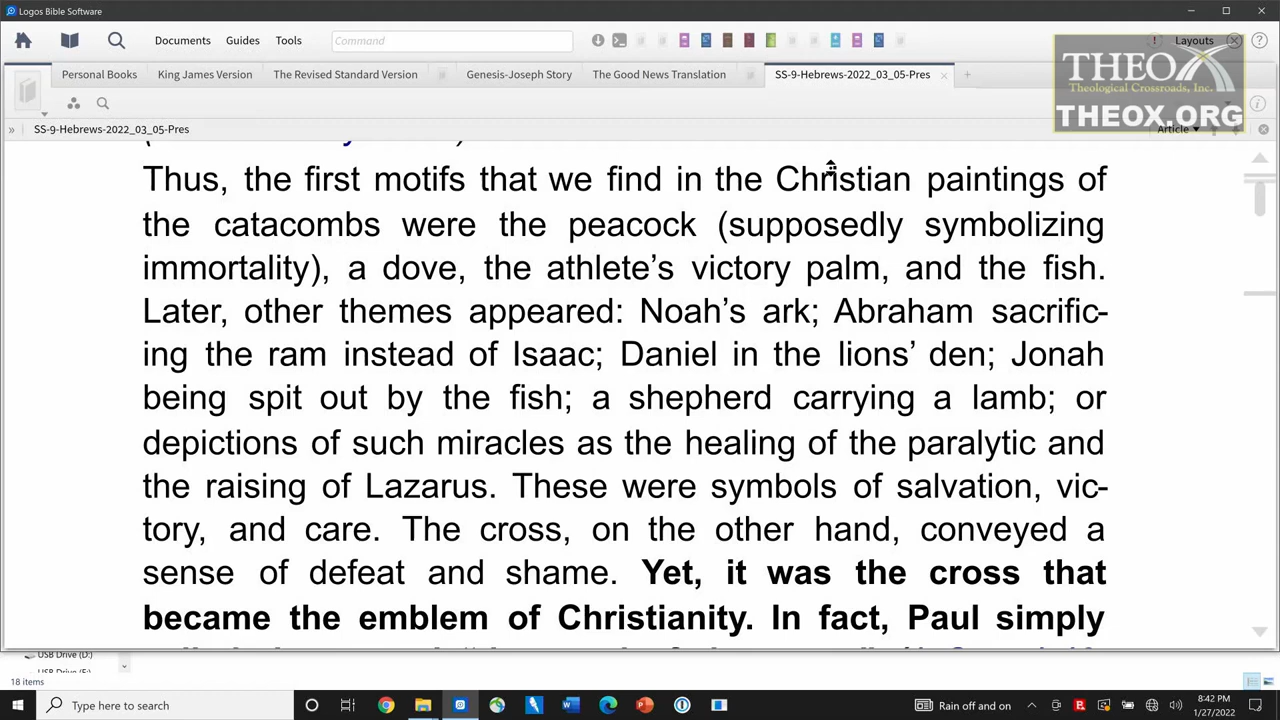 Logos Bible Software
Documents Guides Tools Command Layouts
THEOX
Theological Crossroads, Inc.
THEOX.ORG
Personal Books King James Version The Revised Standard Version Genesis-Joseph Story The Good News Translation SS-9-Hebrews-2022_03_05-Pres
SS-9-Hebrews-2022_03_05-Pres Article
Thus, the first motifs that we find in the Christian paintings of
the catacombs were the peacock (supposedly symbolizing
immortality), a dove, the athlete’s victory palm, and the fish.
Later, other themes appeared: Noah’s ark; Abraham sacrific-
ing the ram instead of Isaac; Daniel in the lions’ den; Jonah
being spit out by the fish; a shepherd carrying a lamb; or
depictions of such miracles as the healing of the paralytic and
the raising of Lazarus. These were symbols of salvation, vic-
tory, and care. The cross, on the other hand, conveyed a
sense of defeat and shame. Yet, it was the cross that
became the emblem of Christianity. In fact, Paul simply
USB Drive (D:)
18 items
Type here to search
Rain off and on
8:42 PM
1/27/2022